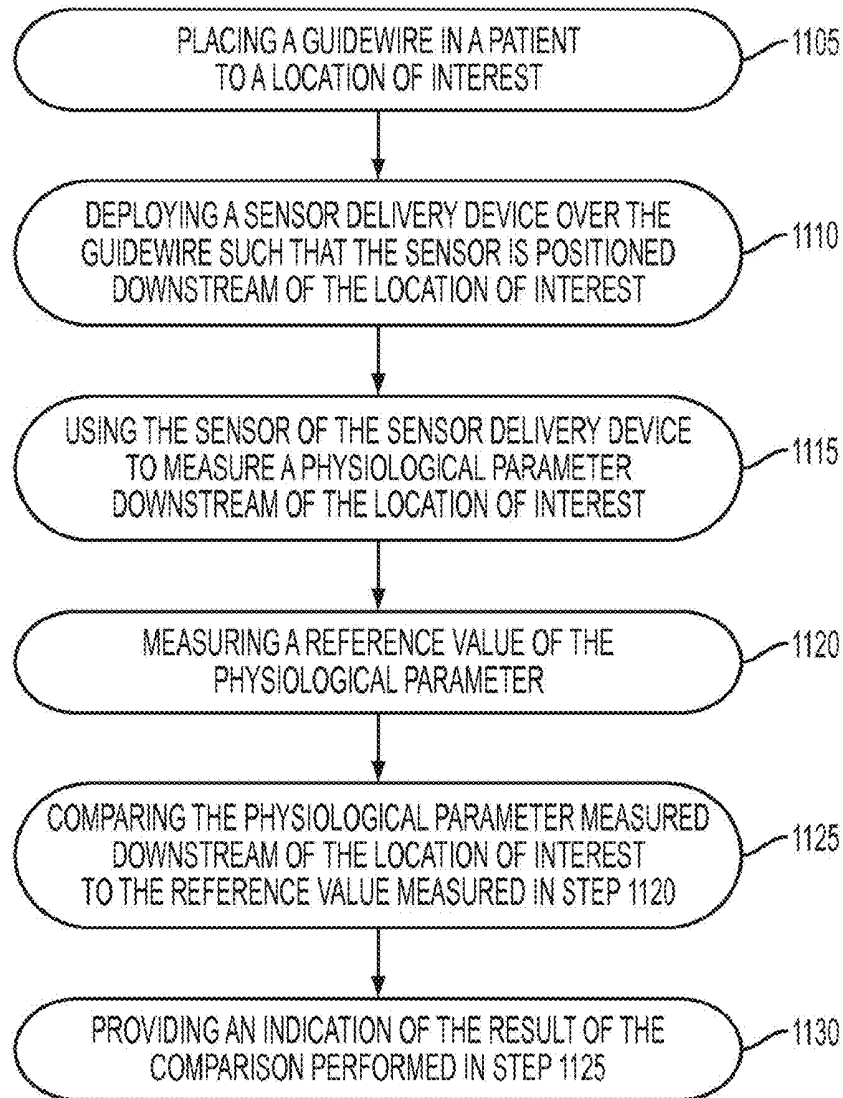 PLACING A GUIDEWIRE IN A PATIENT
TO A LOCATION OF INTEREST
1105
DEPLOYING A SENSOR DELIVERY DEVICE OVER THE
GUIDEWIRE SUCH THAT THE SENSOR IS POSITIONED
DOWNSTREAM OF THE LOCATION OF INTEREST
1110
USING THE SENSOR OF THE SENSOR DELIVERY DEVICE
TO MEASURE A PHYSIOLOGICAL PARAMETER
DOWNSTREAM OF THE LOCATION OF INTEREST
1115
MEASURING A REFERENCE VALUE OF THE
PHYSIOLOGICAL PARAMETER
1120
COMPARING THE PHYSIOLOGICAL PARAMETER MEASURED
DOWNSTREAM OF THE LOCATION OF INTEREST
TO THE REFERENCE VALUE MEASURED IN STEP 1120
1125
PROVIDING AN INDICATION OF THE RESULT OF THE
COMPARISON PERFORMED IN STEP 1125
1130